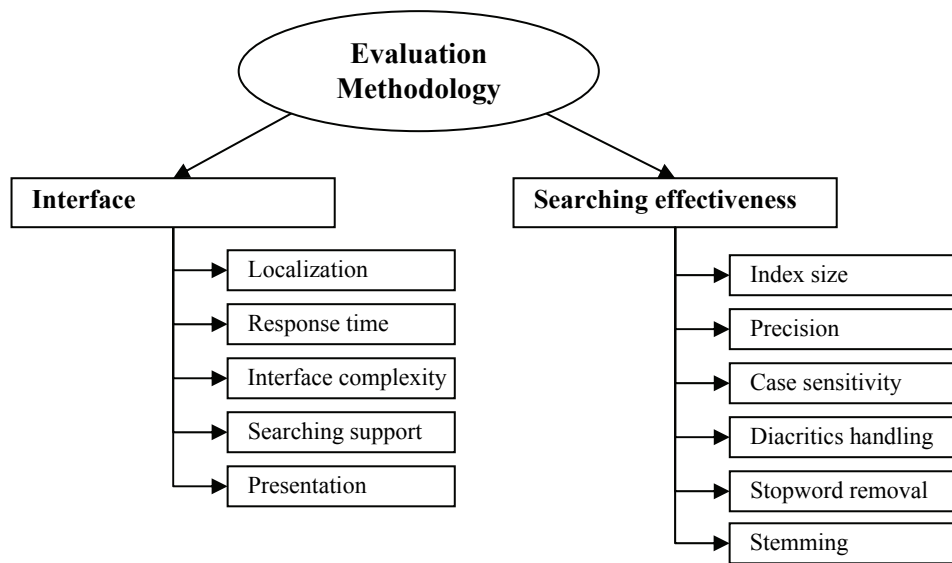 Evaluation
Methodology
Interface
Localization
Response time
Interface complexity
Searching support
Presentation
Searching effectiveness
Index size
Precision
Case sensitivity
Diacritics handling
Stopword removal
Stemming